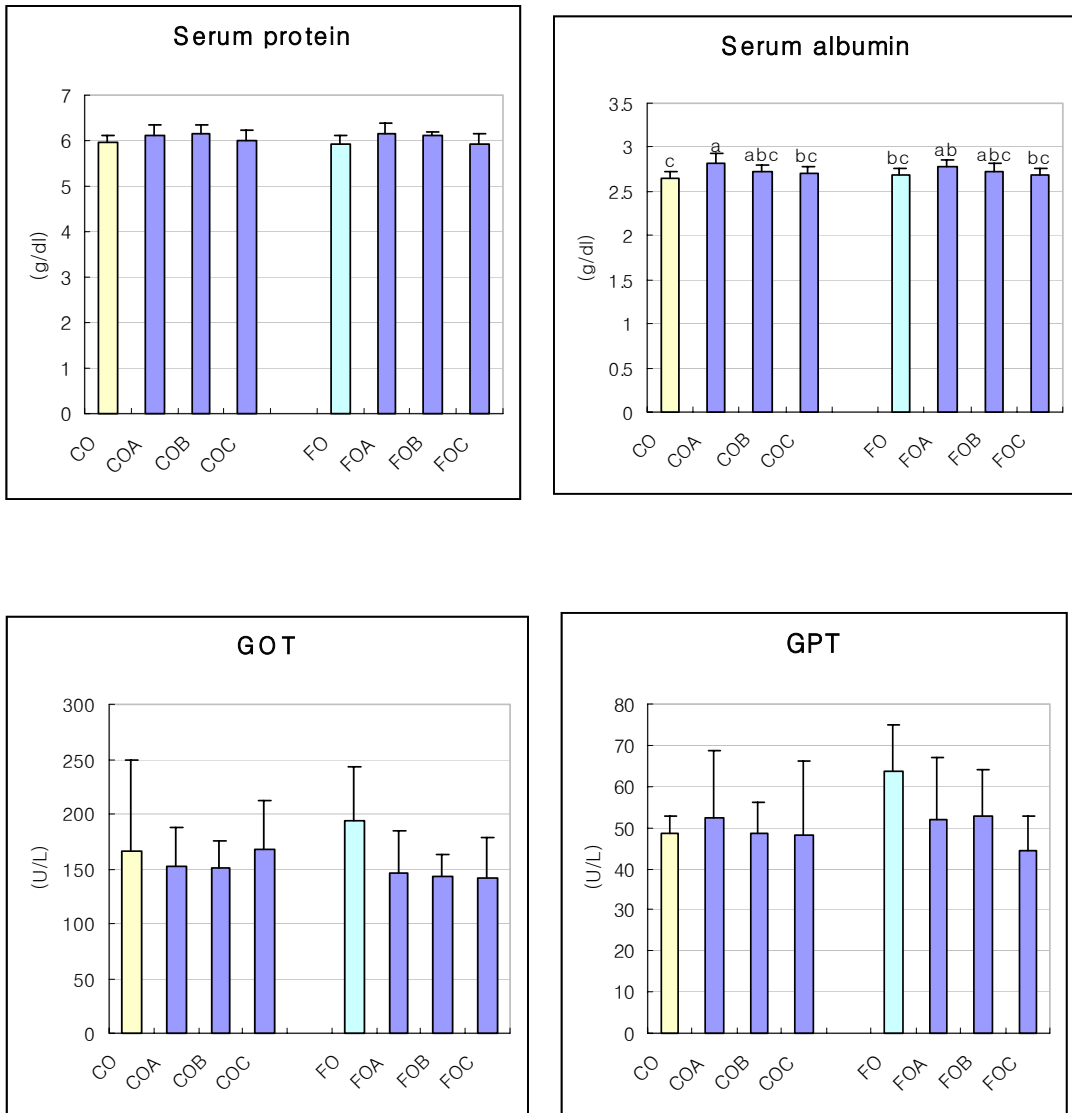 Serum protein
7
6
5
4
3
2
1
0
(g/dl)
CO
COA
COB
COC
FO
FOA
FOB
FOC
Serum albumin
3.5
3
2.5
2
1.5
1
0.5
0
(g/dl)
c
a
abc
bc
bc
ab
abc
bc
CO
COA
COB
COC
FO
FOA
FOB
FOC
GOT
300
250
200
150
100
50
0
(U/L)
CO
COA
COB
COC
FO
FOA
FOB
FOC
GPT
80
70
60
50
40
30
20
10
0
(U/L)
CO
COA
COB
COC
FO
FOA
FOB
FOC